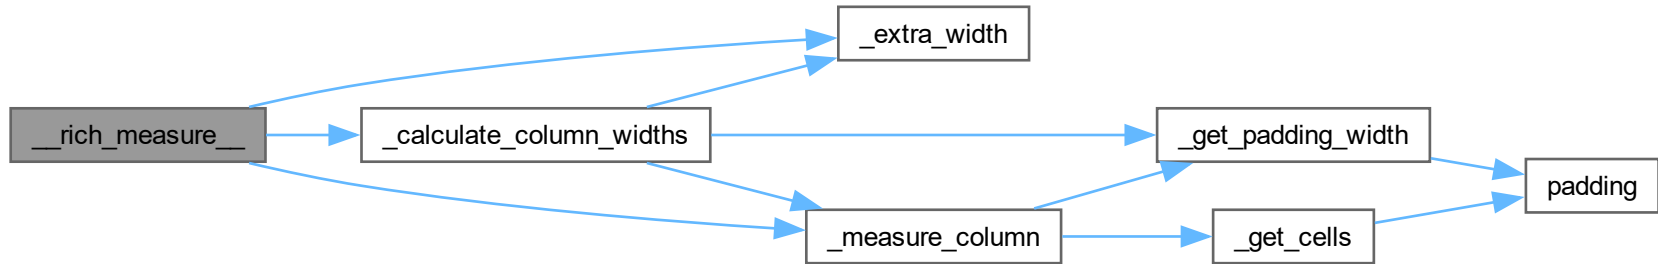 _extra_width
__rich_measure__
_calculate_column_widths
_get_padding_width
padding
_measure_column
_get_cells